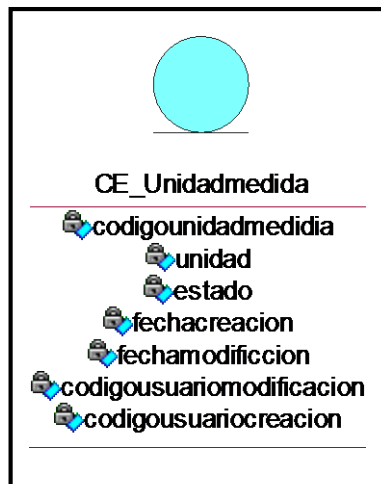 CE_Unidadmedida
codigounidadmedidia
unidad
estado
fechacreacion
fechamodificcion
codigousuariomodificacion
codigousuariocreacion